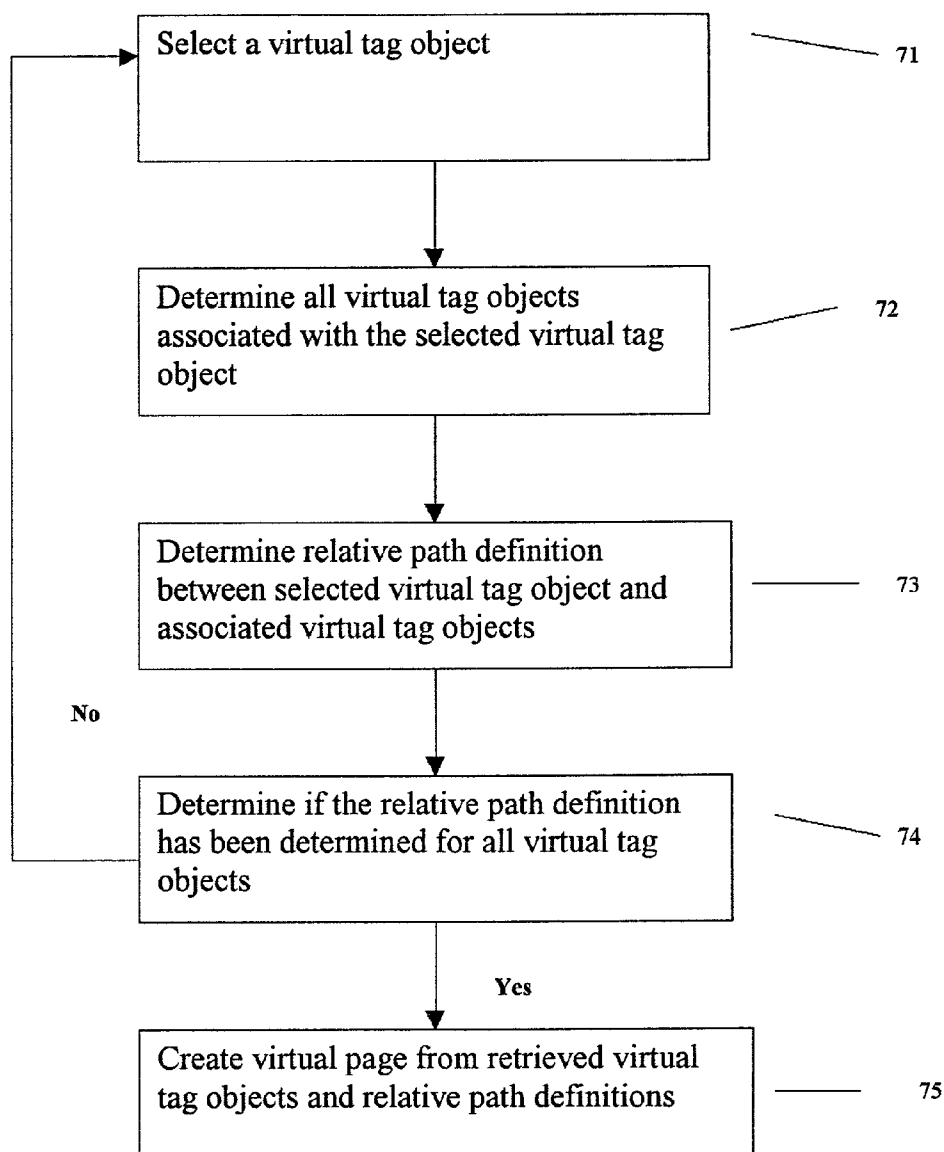 Select a virtual tag object
71
Determine all virtual tag objects
associated with the selected virtual tag
object
72
Determine relative path definition
between selected virtual tag object and
associated virtual tag objects
73
No
Determine if the relative path definition
has been determined for all virtual tag
objects
74
Yes
Create virtual page from retrieved virtual
tag objects and relative path definitions
75